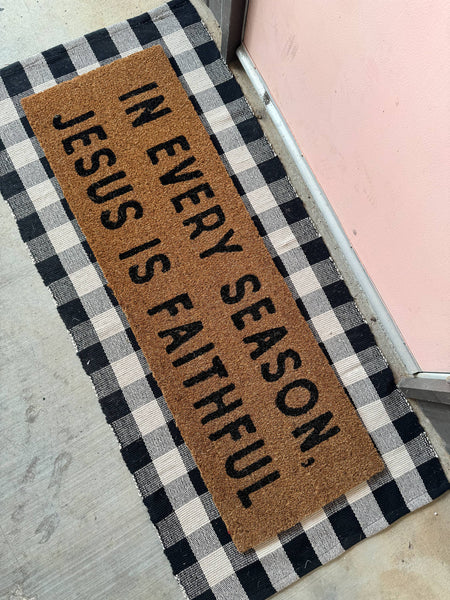 IN EVERY SEASON,
JESUS IS FAITHFUL